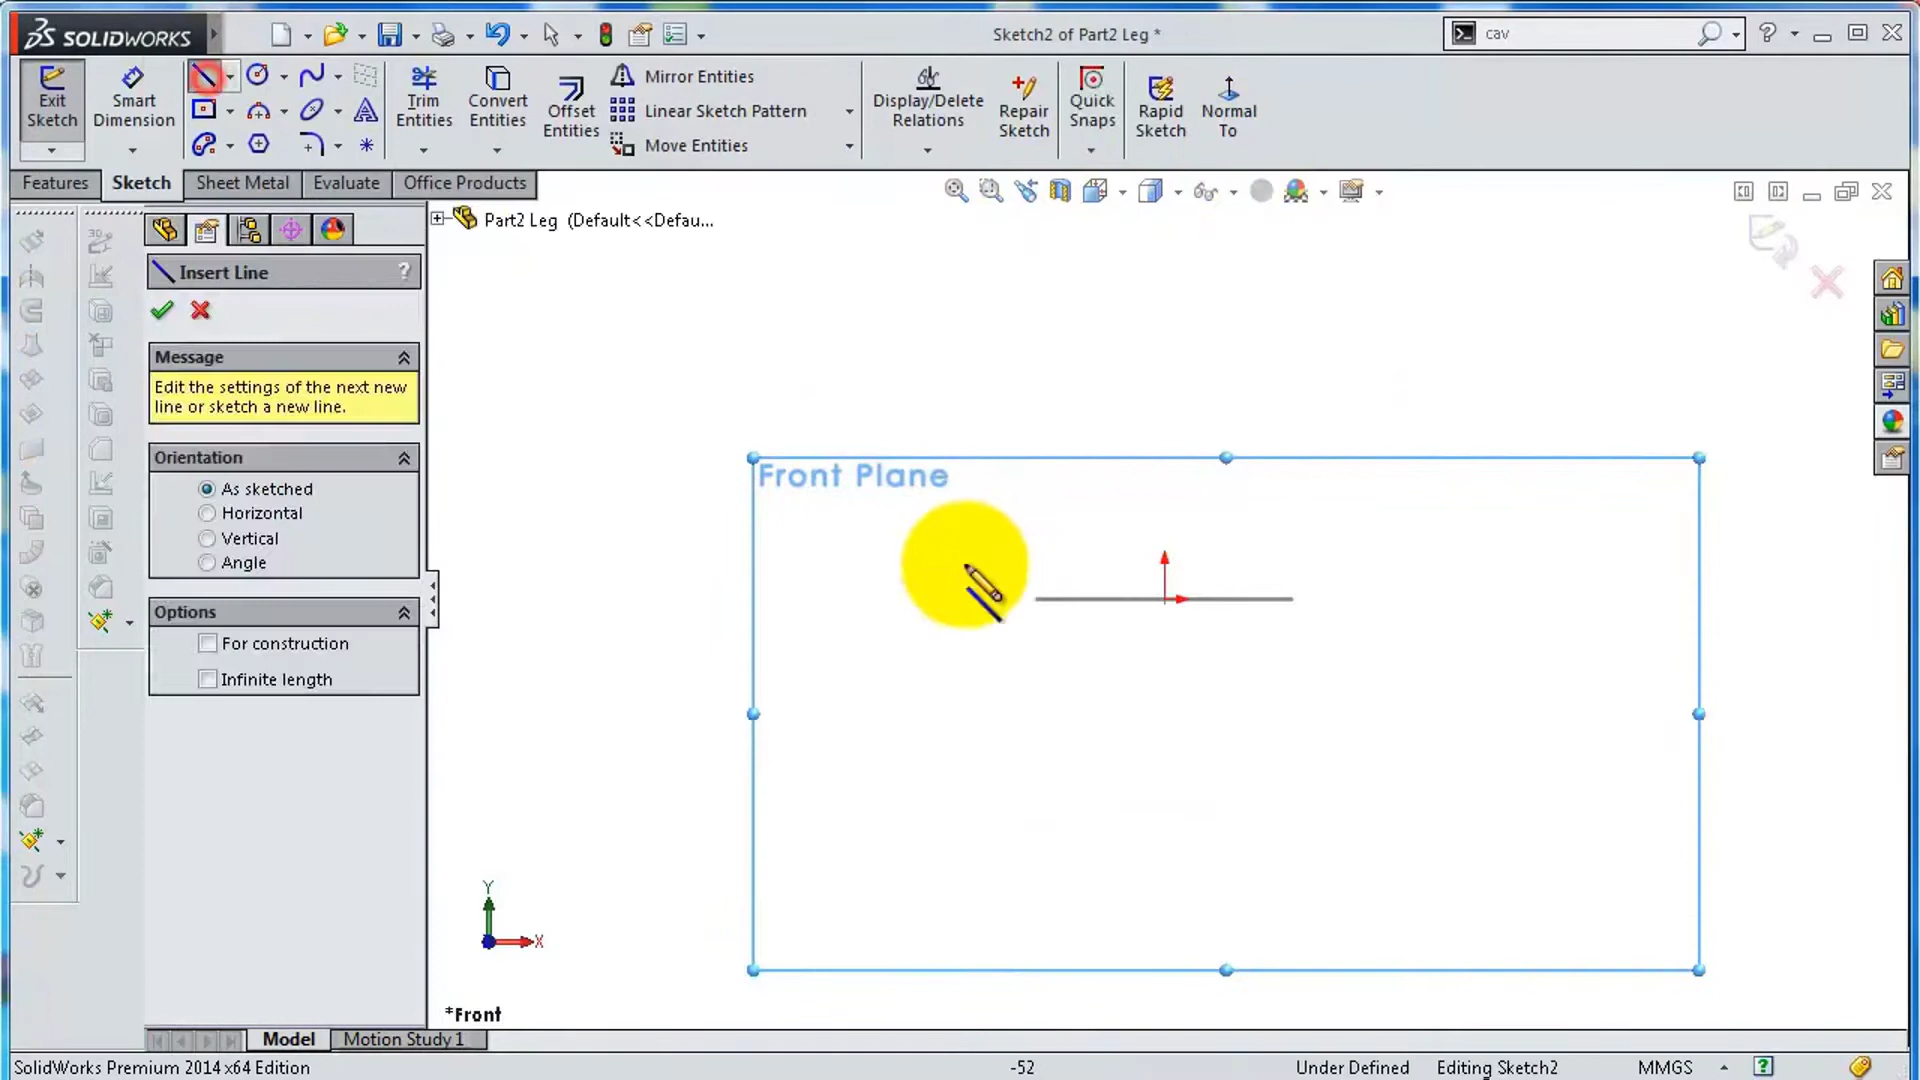 SOLIDWORKS
Sketch2 of Part2 Leg *
cav
Exit Sketch
Smart Dimension
Trim Entities
Convert Entities
Offset Entities
Mirror Entities
Linear Sketch Pattern
Move Entities
Display/Delete Relations
Repair Sketch
Quick Snaps
Rapid Sketch
Normal To
Features
Sketch
Sheet Metal
Evaluate
Office Products
Part2 Leg (Default<<Defau...
Insert Line
?
Message
Edit the settings of the next new
line or sketch a new line.
Orientation
As sketched
Horizontal
Vertical
Angle
Options
For construction
Infinite length
Front Plane
Y
X
*Front
Model
Motion Study 1
SolidWorks Premium 2014 x64 Edition
-52
Under Defined
Editing Sketch2
MMGS
?